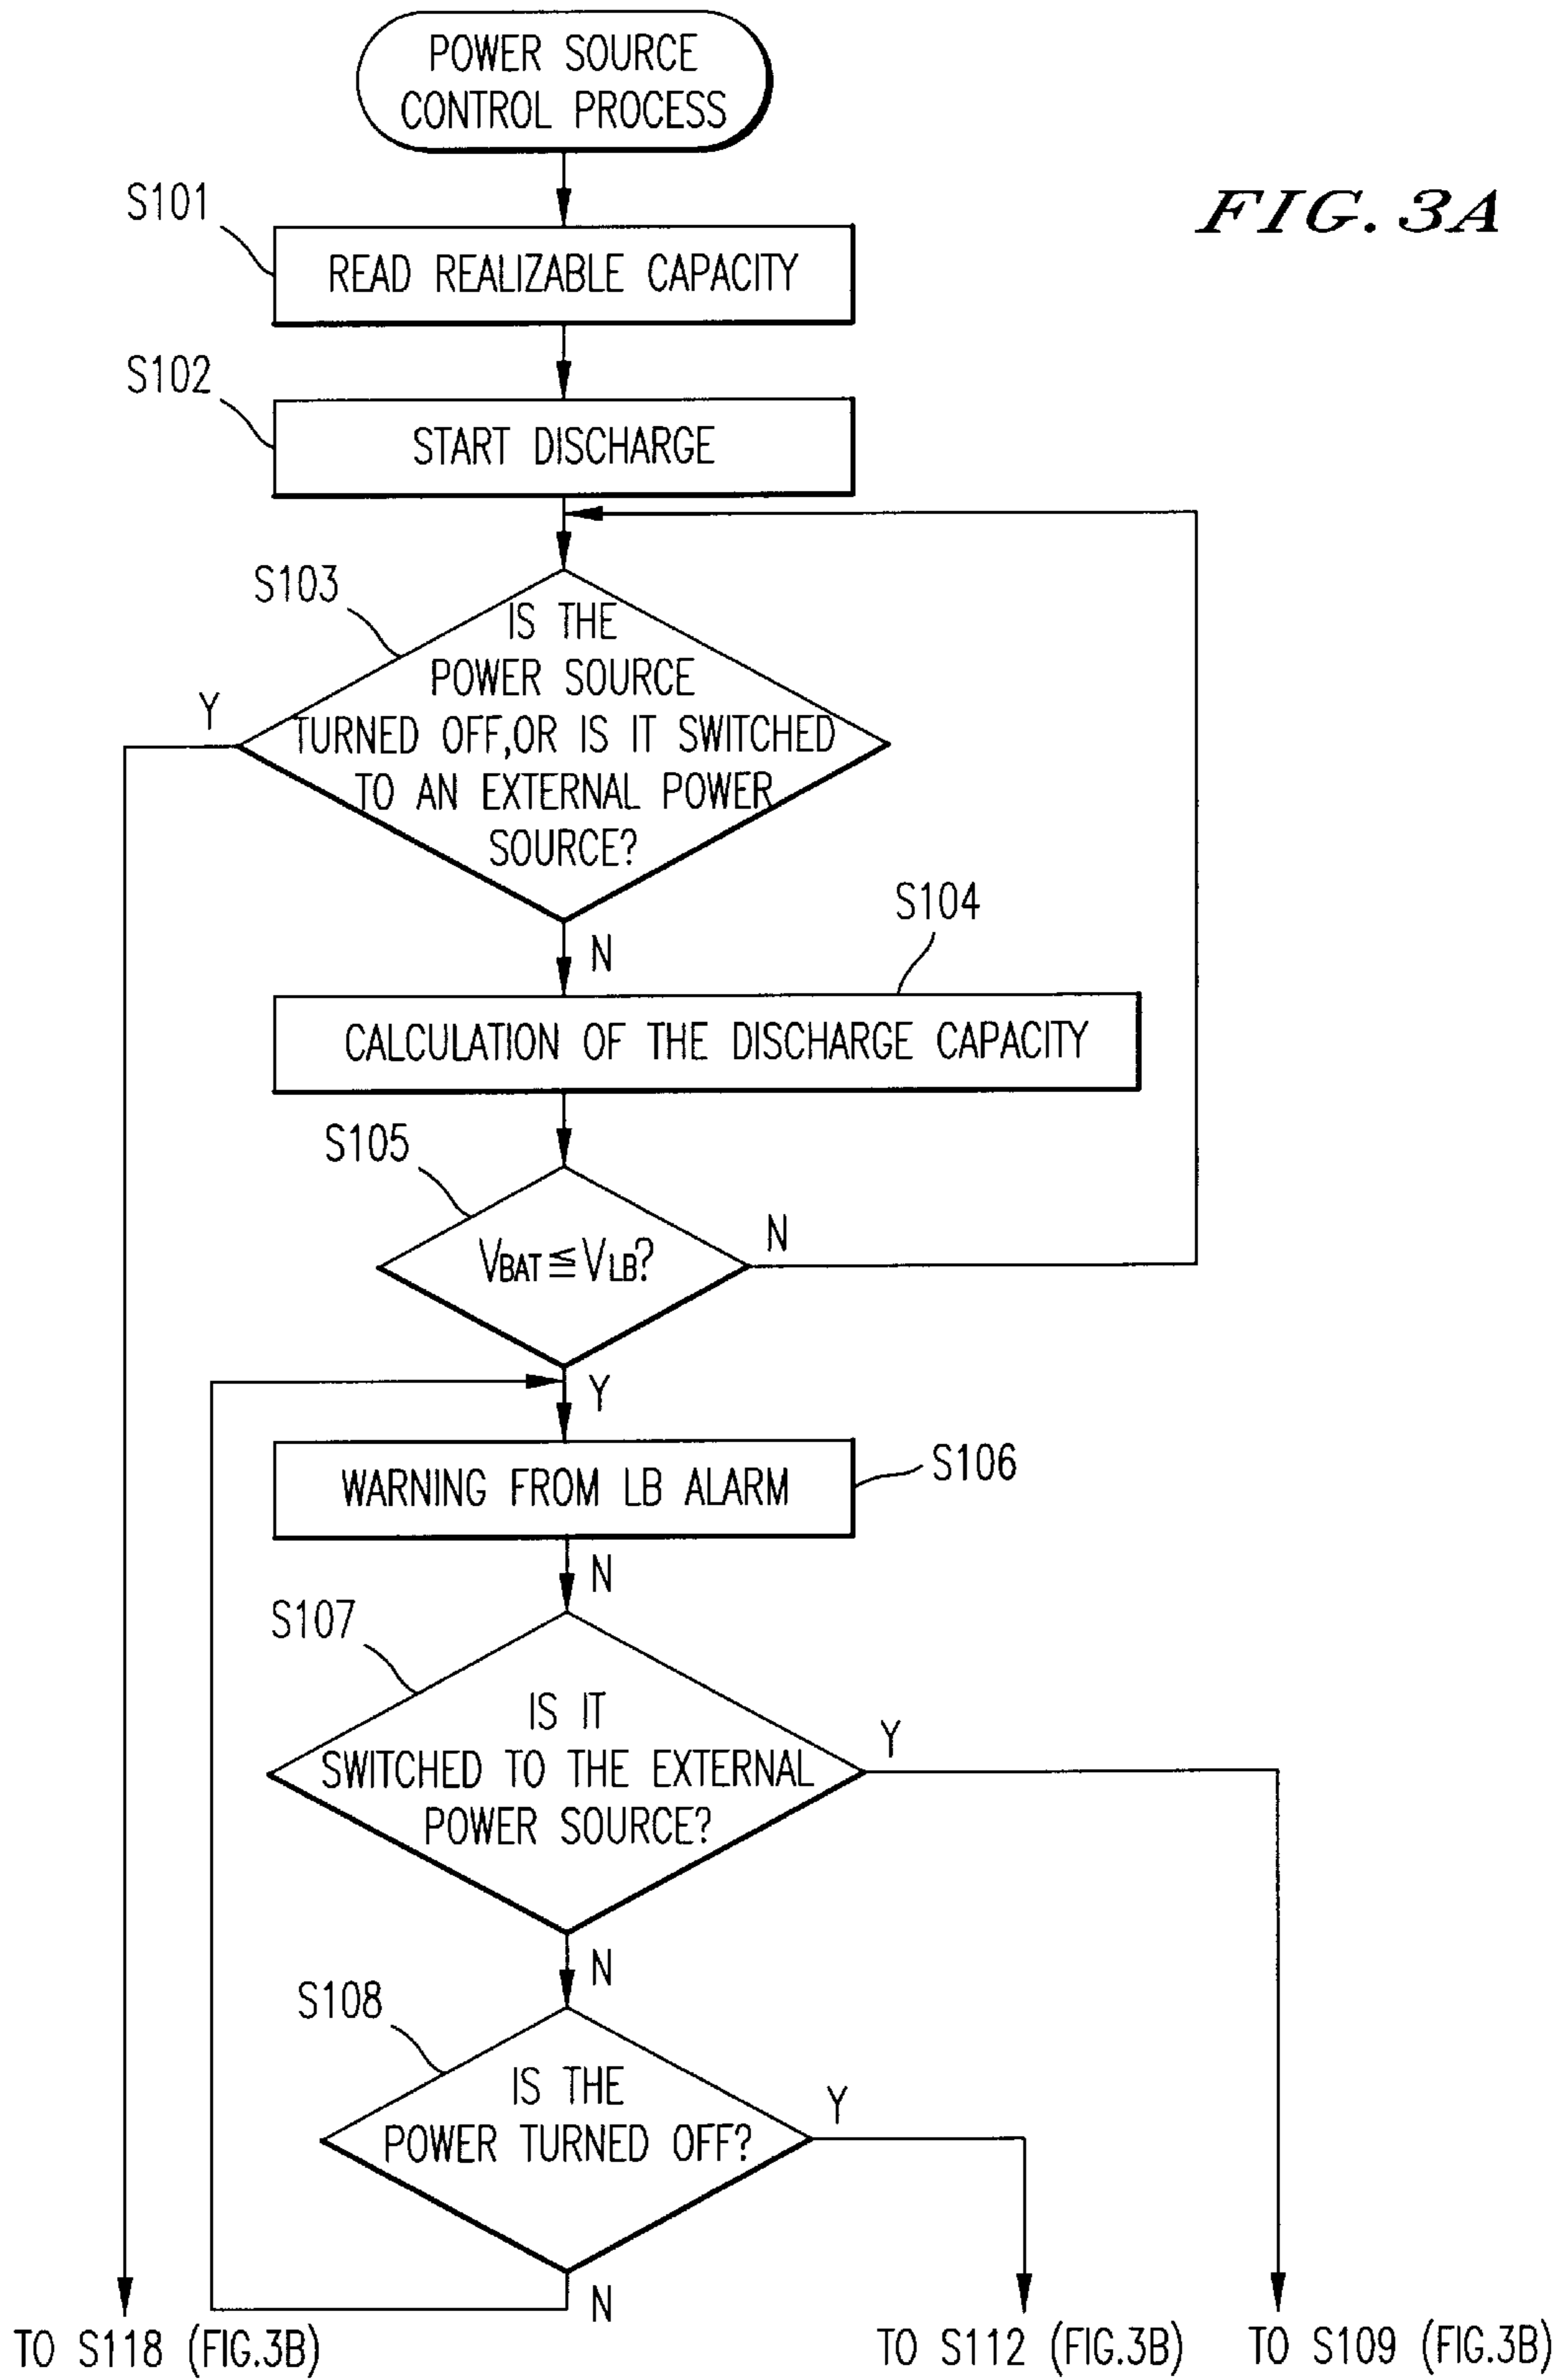 POWER SOURCE
CONTROL PROCESS
FIG. 3A
S101
READ REALIZABLE CAPACITY
S102
START DISCHARGE
S103
IS THE
POWER SOURCE
TURNED OFF,OR IS IT SWITCHED
TO AN EXTERNAL POWER
SOURCE?
Y
N
S104
CALCULATION OF THE DISCHARGE CAPACITY
S105
VBAT≦VLB?
N
Y
WARNING FROM LB ALARM
S106
N
S107
IS IT
SWITCHED TO THE EXTERNAL
POWER SOURCE?
Y
N
S108
IS THE
POWER TURNED OFF?
Y
N
TO S118 (FIG.3B)
TO S112 (FIG.3B)
TO S109 (FIG.3B)